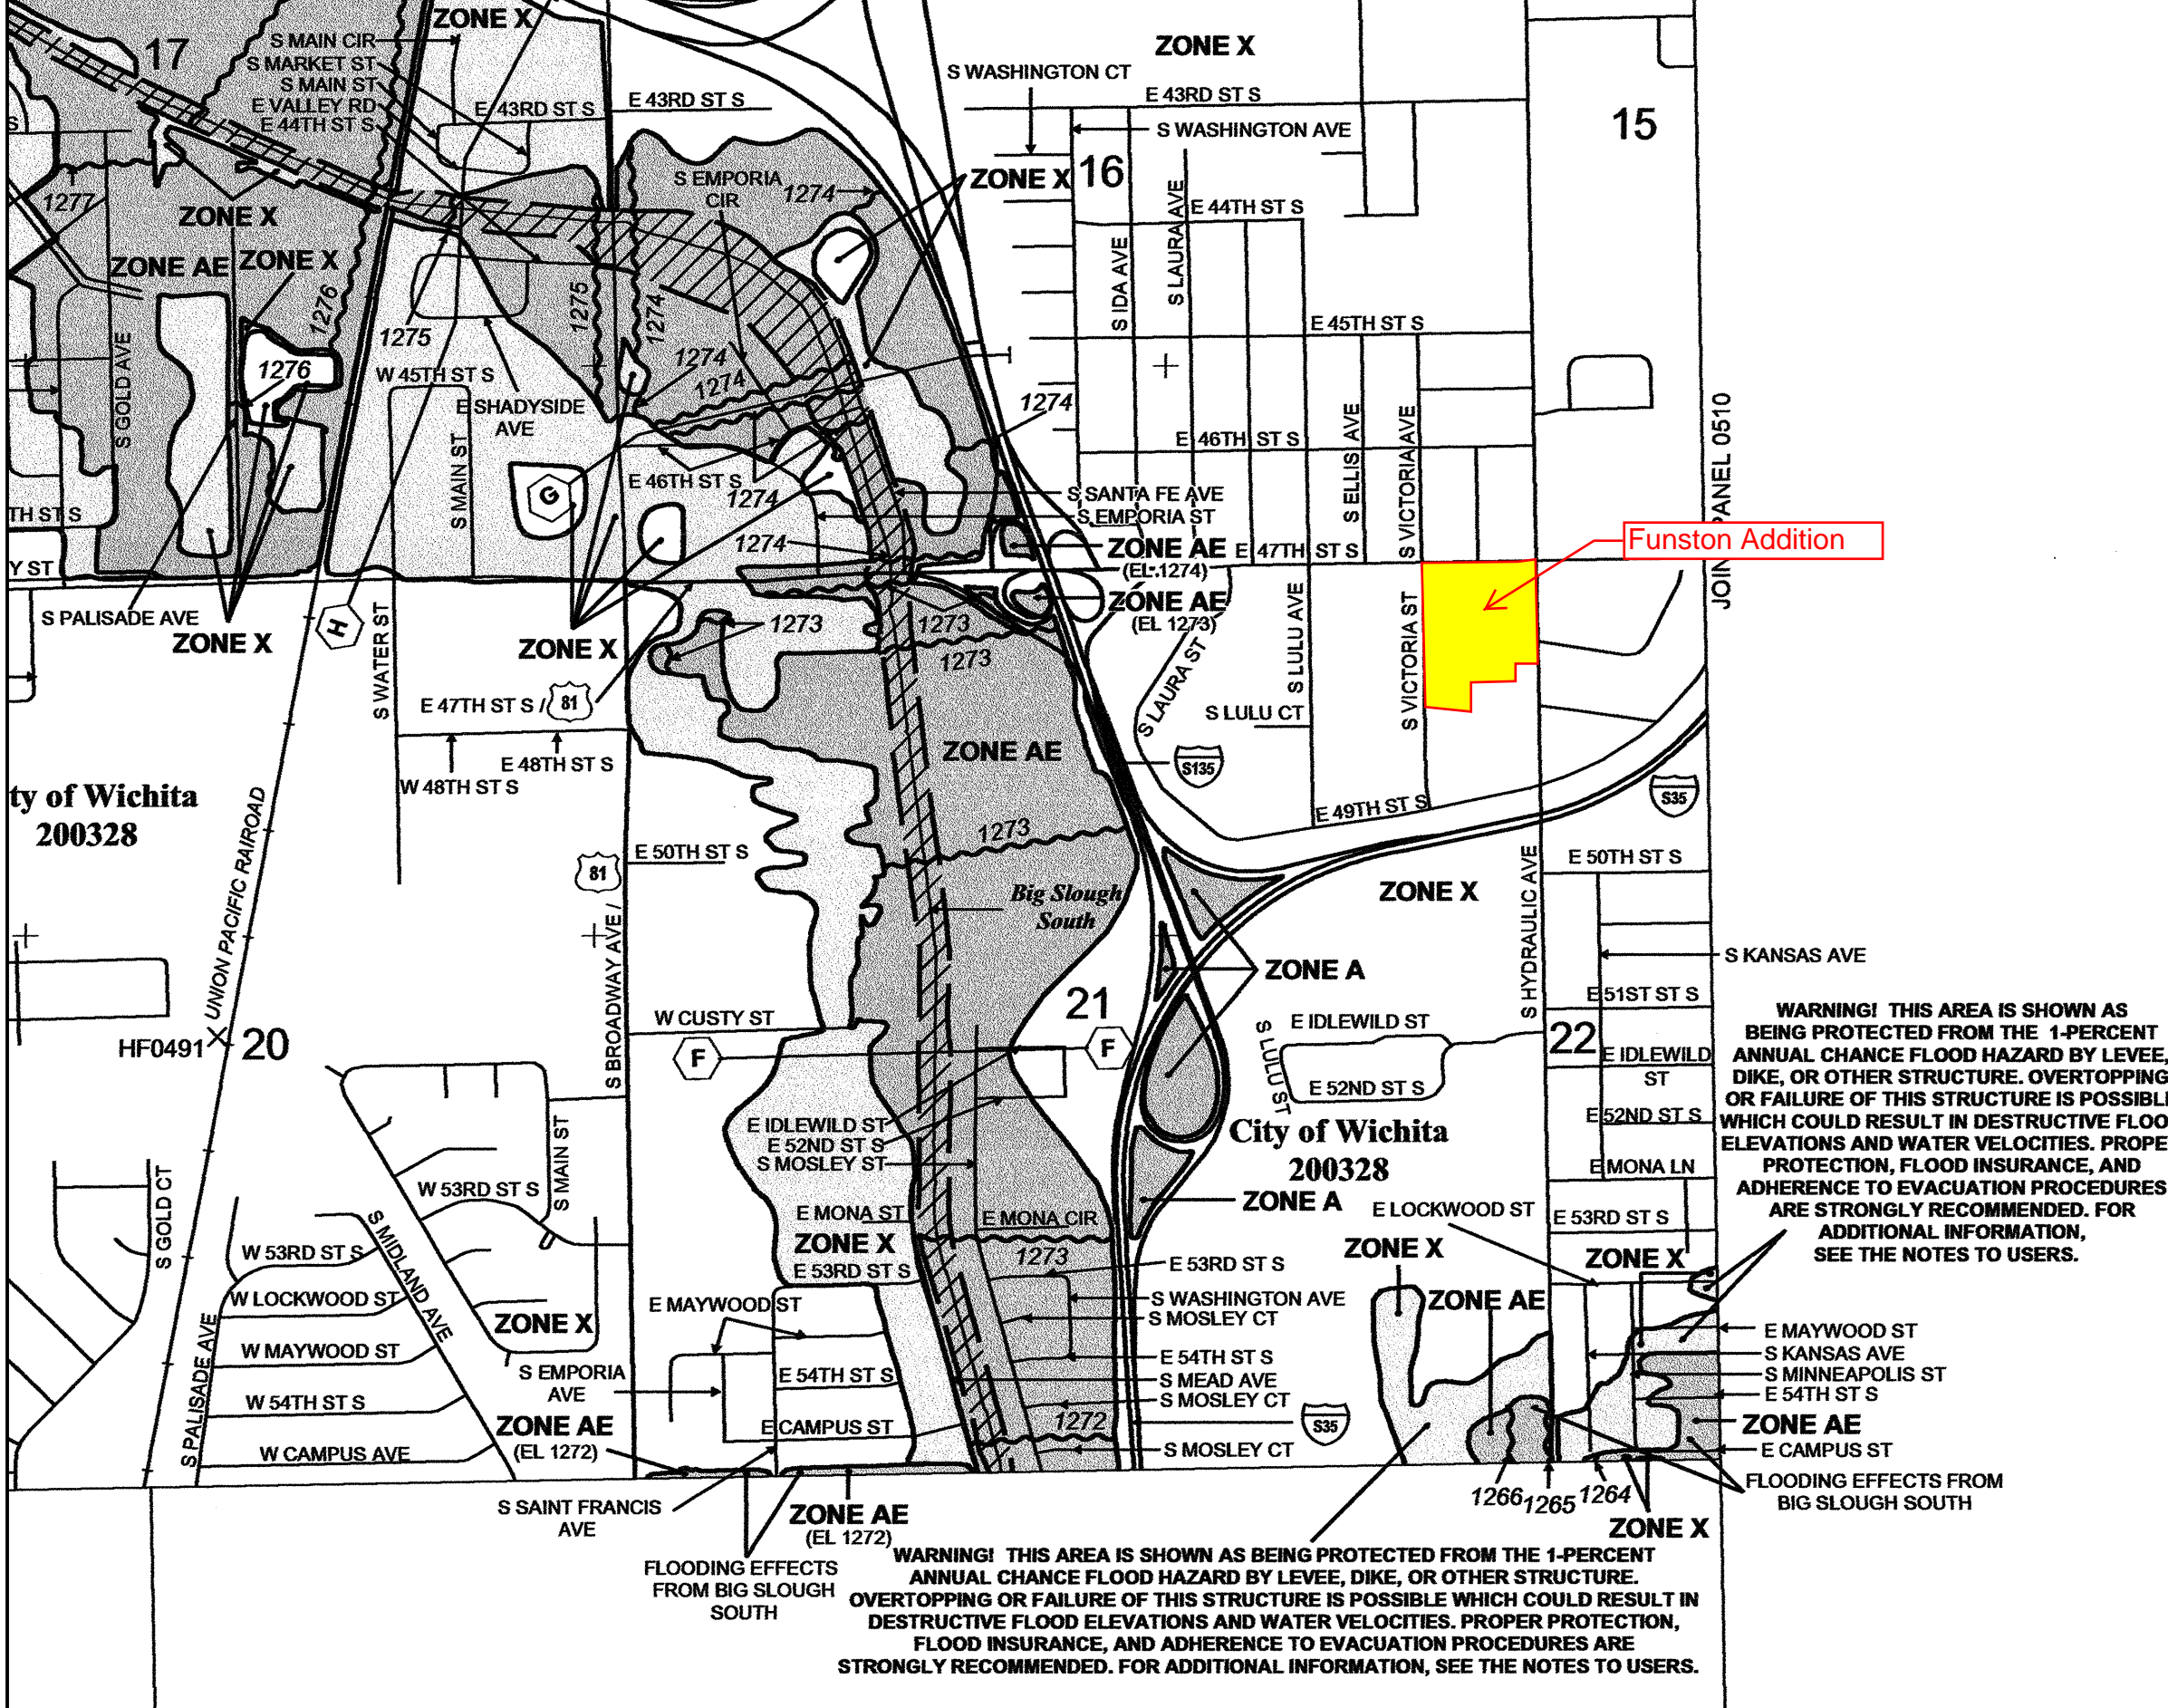 ZONE X
17
S MAIN CIR
S MARKET ST
S MAIN ST
E VALLEY RD
E 44TH ST S
E 43RD ST S
E 43RD ST S
S WASHINGTON CT
ZONE X
E 43RD ST S
S WASHINGTON AVE
15
16
ZONE X
S EMPORIA
CIR
1274
1277
ZONE X
S LAURA AVE
E 44TH ST S
ZONE AE
ZONE X
1276
1275
1274
S IDA AVE
E 45TH ST S
1275
S GOLD AVE
1276
W 45TH ST S
1274
1274
E SHADYSIDE
AVE
1274
S MAIN ST
E 46TH ST S
S ELLIS AVE
S VICTORIA AVE
JOIN PANEL 0510
G
E 46TH ST S
1274
S SANTA FE AVE
S EMPORIA ST
TH ST S
1274
ZONE AE
(EL 1274)
E 47TH ST S
Funston Addition
Y ST
S PALISADE AVE
ZONE X
H
S WATER ST
ZONE X
1273
1273
1273
ZONE AE
(EL 1273)
S LAURA ST
S LULU AVE
S VICTORIA ST
E 47TH ST S /
81
S LULU CT
W 48TH ST S
E 48TH ST S
ZONE AE
S135
S35
ty of Wichita
200328
E 49TH ST S
UNION PACIFIC RAIROAD
81
E 50TH ST S
1273
E 50TH ST S
Big Slough
South
ZONE X
S HYDRAULIC AVE
S BROADWAY AVE /
ZONE A
S KANSAS AVE
E 51ST ST S
21
HF0491
20
W CUSTY ST
F
F
S LULU ST
E IDLEWILD ST
22
E IDLEWILD
ST
E 52ND ST S
E 52ND ST S
WARNING! THIS AREA IS SHOWN AS
BEING PROTECTED FROM THE 1-PERCENT
ANNUAL CHANCE FLOOD HAZARD BY LEVEE,
DIKE, OR OTHER STRUCTURE. OVERTOPPING
OR FAILURE OF THIS STRUCTURE IS POSSIBL
WHICH COULD RESULT IN DESTRUCTIVE FLOO
ELEVATIONS AND WATER VELOCITIES. PROPE
PROTECTION, FLOOD INSURANCE, AND
ADHERENCE TO EVACUATION PROCEDURES
ARE STRONGLY RECOMMENDED. FOR
ADDITIONAL INFORMATION,
SEE THE NOTES TO USERS.
E IDLEWILD ST
E 52ND ST S
S MOSLEY ST
City of Wichita
200328
E MONA LN
S GOLD CT
S MAIN ST
W 53RD ST S
ZONE A
E LOCKWOOD ST
E 53RD ST S
E MONA ST
E MONA CIR
S MIDLAND AVE
W 53RD ST S
ZONE X
1273
ZONE X
ZONE X
E 53RD ST S
E 53RD ST S
W LOCKWOOD ST
E MAYWOOD ST
S WASHINGTON AVE
S MOSLEY CT
ZONE AE
ZONE X
W MAYWOOD ST
S PALISADE AVE
E MAYWOOD ST
S KANSAS AVE
S MINNEAPOLIS ST
E 54TH ST S
S EMPORIA
AVE
E 54TH ST S
E 54TH ST S
S MEAD AVE
S MOSLEY CT
W 54TH ST S
ZONE AE
(EL 1272)
E CAMPUS ST
1272
S MOSLEY CT
S35
ZONE AE
E CAMPUS ST
W CAMPUS AVE
FLOODING EFFECTS FROM
BIG SLOUGH SOUTH
S SAINT FRANCIS
AVE
ZONE AE
(EL 1272)
1266
1265
1264
ZONE X
FLOODING EFFECTS
FROM BIG SLOUGH
SOUTH
WARNING! THIS AREA IS SHOWN AS BEING PROTECTED FROM THE 1-PERCENT
ANNUAL CHANCE FLOOD HAZARD BY LEVEE, DIKE, OR OTHER STRUCTURE.
OVERTOPPING OR FAILURE OF THIS STRUCTURE IS POSSIBLE WHICH COULD RESULT IN
DESTRUCTIVE FLOOD ELEVATIONS AND WATER VELOCITIES. PROPER PROTECTION,
FLOOD INSURANCE, AND ADHERENCE TO EVACUATION PROCEDURES ARE
STRONGLY RECOMMENDED. FOR ADDITIONAL INFORMATION, SEE THE NOTES TO USERS.